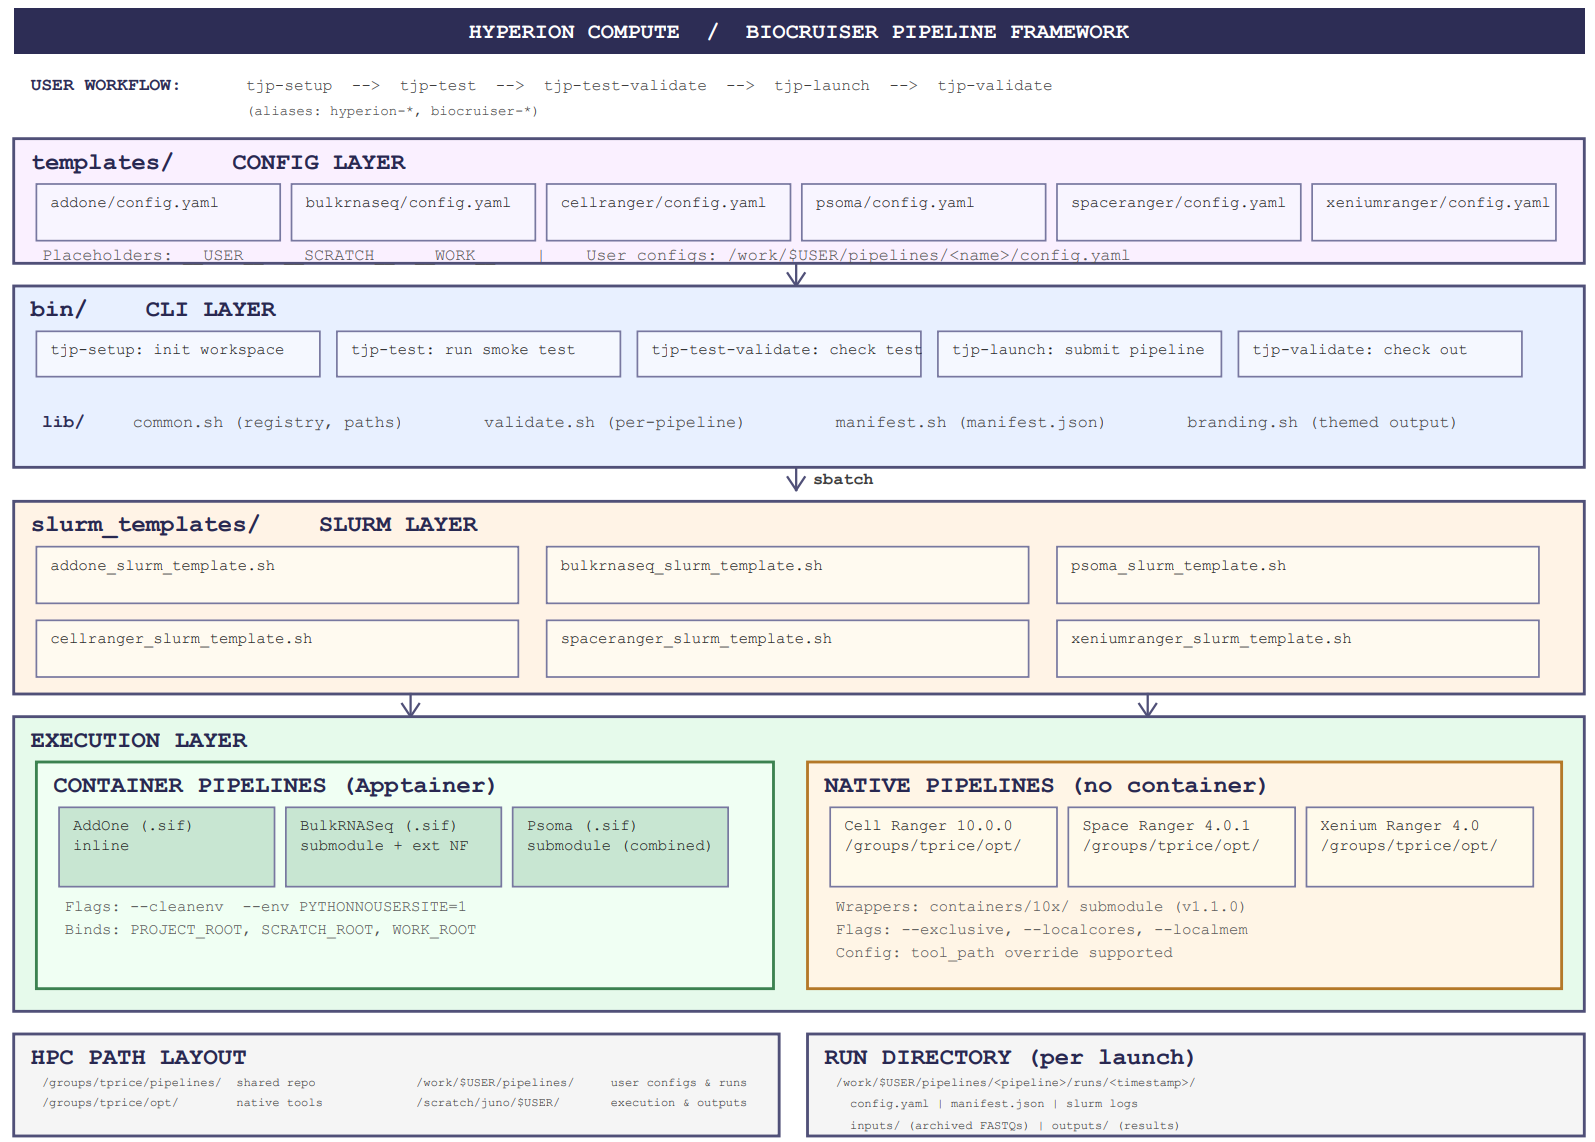 HYPERION COMPUTE / BIOCRUISER PIPELINE FRAMEWORK
USER WORKFLOW: tjp-setup --> tjp-test --> tjp-test-validate --> tjp-launch --> tjp-validate
(aliases: hyperion-*, biocruiser-*)
templates/ CONFIG LAYER
addone/config.yaml
bulkrnaseq/config.yaml
cellranger/config.yaml
psoma/config.yaml
spaceranger/config.yaml
xeniumranger/config.yaml
Placeholders: __USER__ __SCRATCH__ __WORK__ | User configs: /work/$USER/pipelines/<name>/config.yaml
bin/ CLI LAYER
tjp-setup: init workspace
tjp-test: run smoke test
tjp-test-validate: check test
tjp-launch: submit pipeline
tjp-validate: check out
lib/ common.sh (registry, paths) validate.sh (per-pipeline) manifest.sh (manifest.json) branding.sh (themed output)
sbatch
slurm_templates/ SLURM LAYER
addone_slurm_template.sh
bulkrnaseq_slurm_template.sh
psoma_slurm_template.sh
cellranger_slurm_template.sh
spaceranger_slurm_template.sh
xeniumranger_slurm_template.sh
EXECUTION LAYER
CONTAINER PIPELINES (Apptainer)
AddOne (.sif)
inline
BulkRNASeq (.sif)
submodule + ext NF
Psoma (.sif)
submodule (combined)
Flags: --cleanenv --env PYTHONNOUSERSITE=1
Binds: PROJECT_ROOT, SCRATCH_ROOT, WORK_ROOT
NATIVE PIPELINES (no container)
Cell Ranger 10.0.0
/groups/tprice/opt/
Space Ranger 4.0.1
/groups/tprice/opt/
Xenium Ranger 4.0
/groups/tprice/opt/
Wrappers: containers/10x/ submodule (v1.1.0)
Flags: --exclusive, --localcores, --localmem
Config: tool_path override supported
HPC PATH LAYOUT
/groups/tprice/pipelines/ shared repo /work/$USER/pipelines/ user configs & runs
/groups/tprice/opt/ native tools /scratch/juno/$USER/ execution & outputs
RUN DIRECTORY (per launch)
/work/$USER/pipelines/<pipeline>/runs/<timestamp>/
config.yaml | manifest.json | slurm logs
inputs/ (archived FASTQs) | outputs/ (results)